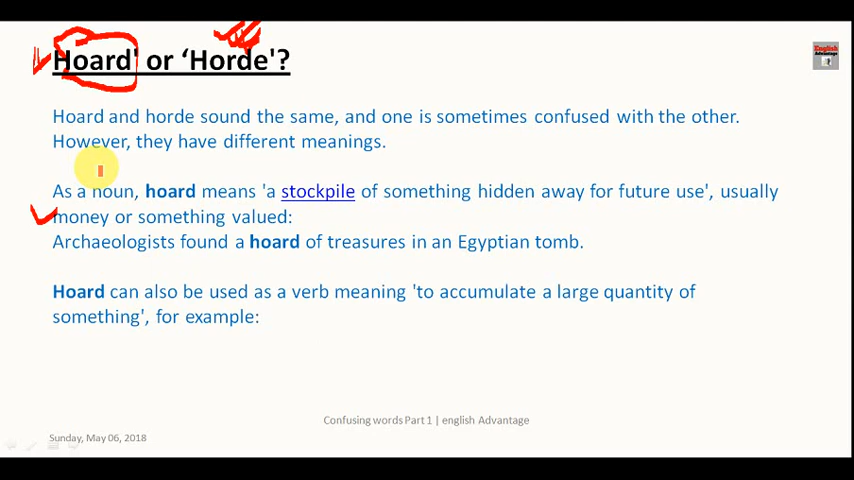 Hoard' or ‘Horde'?
English
Advantage
Hoard and horde sound the same, and one is sometimes confused with the other.
However, they have different meanings.
As a noun, hoard means 'a stockpile of something hidden away for future use', usually
money or something valued:
Archaeologists found a hoard of treasures in an Egyptian tomb.
Hoard can also be used as a verb meaning 'to accumulate a large quantity of
something', for example:
Confusing words Part 1 | english Advantage
Sunday, May 06, 2018